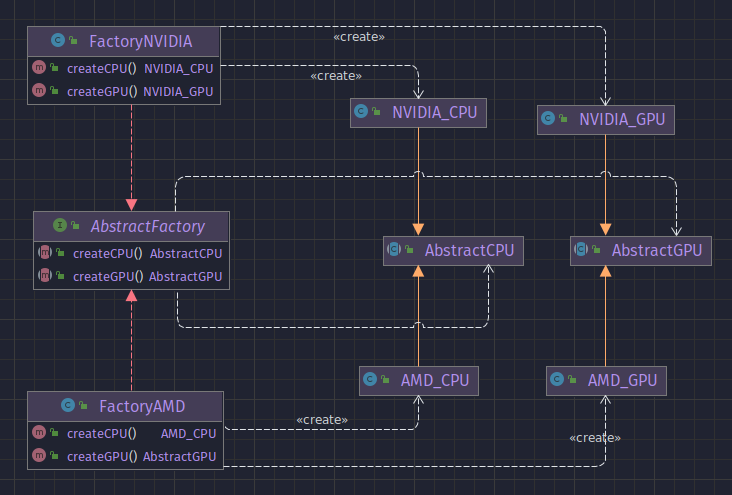 FactoryNVIDIA
createCPU() NVIDIA_CPU
createGPU() NVIDIA_GPU
«create»
«create»
NVIDIA_CPU
NVIDIA_GPU
AbstractFactory
createCPU() AbstractCPU
createGPU() AbstractGPU
AbstractCPU
AbstractGPU
AMD_CPU
AMD_GPU
FactoryAMD
createCPU() AMD_CPU
createGPU() AbstractGPU
«create»
«create»